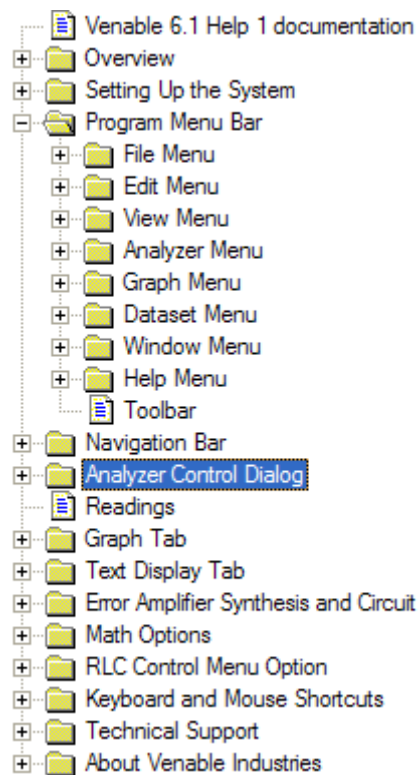 Venable 6.1 Help 1 documentation
Overview
Setting Up the System
Program Menu Bar
File Menu
Edit Menu
View Menu
Analyzer Menu
Graph Menu
Dataset Menu
Window Menu
Help Menu
Toolbar
Navigation Bar
Analyzer Control Dialog
Readings
Graph Tab
Text Display Tab
Error Amplifier Synthesis and Circuit
Math Options
RLC Control Menu Option
Keyboard and Mouse Shortcuts
Technical Support
About Venable Industries